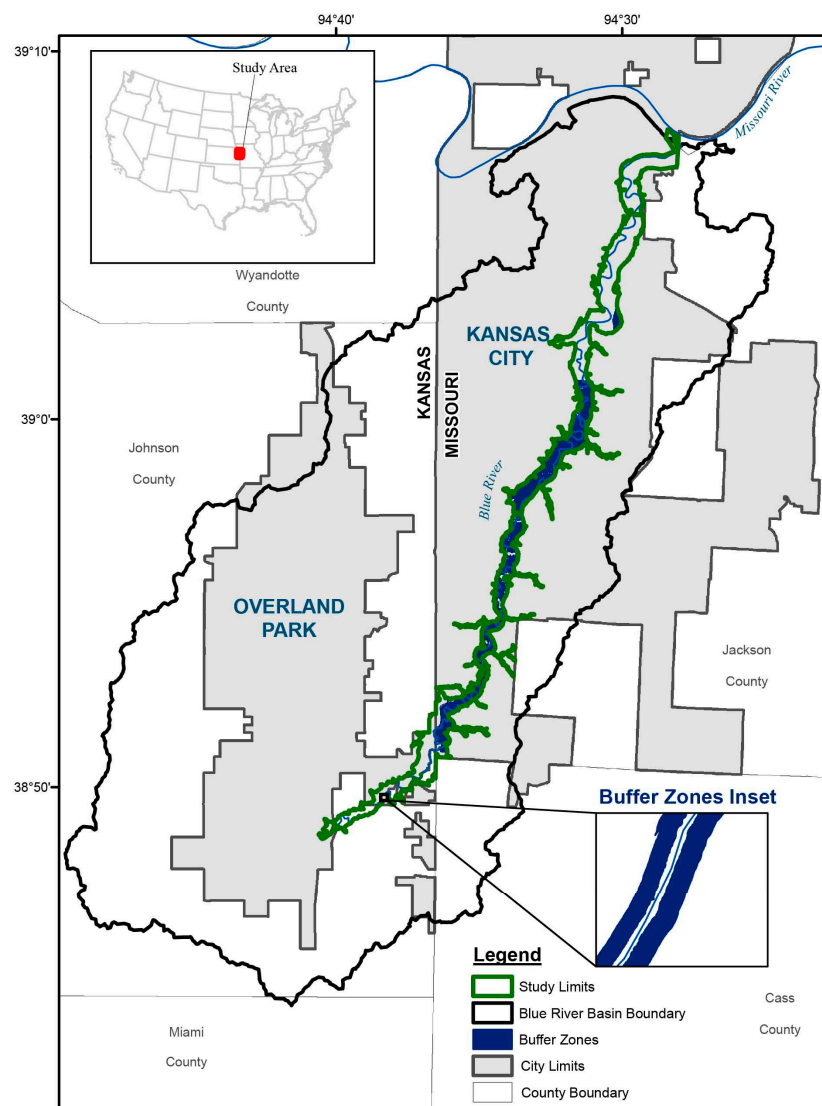 94°40'
94°30'
39°10'
Study Area
Missouri River
Wyandotte
County
KANSAS
CITY
KANSAS
MISSOURI
39°0'
Johnson
County
Blue River
OVERLAND
PARK
Jackson
County
38°50'
Buffer Zones Inset
Legend
Study Limits
Blue River Basin Boundary
Buffer Zones
City Limits
County Boundary
Cass
County
Miami
County